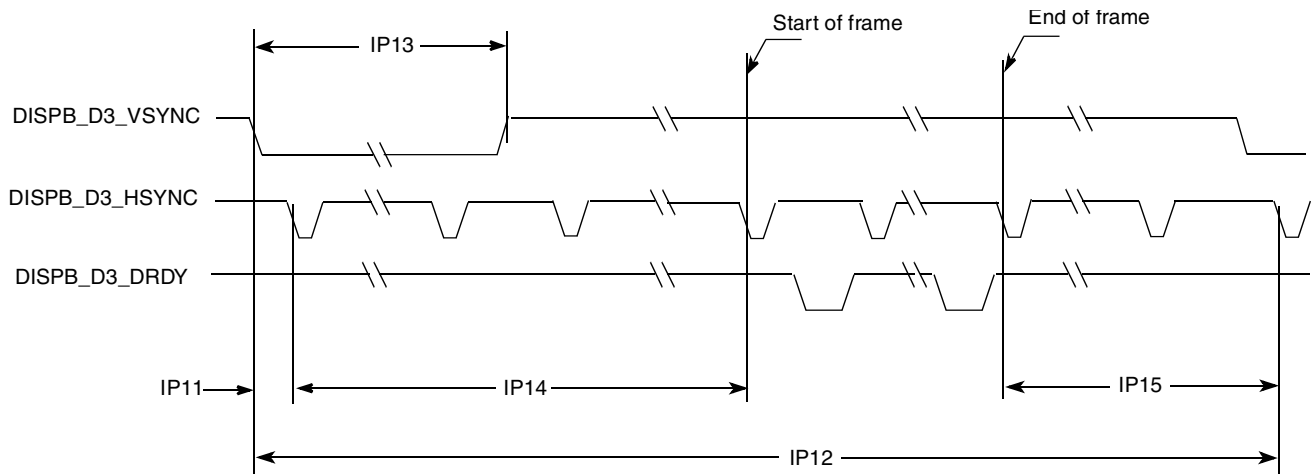 Start of frame
End of frame
IP13
DISPB_D3_VSYNC
DISPB_D3_HSYNC
DISPB_D3_DRDY
IP11
IP14
IP15
IP12